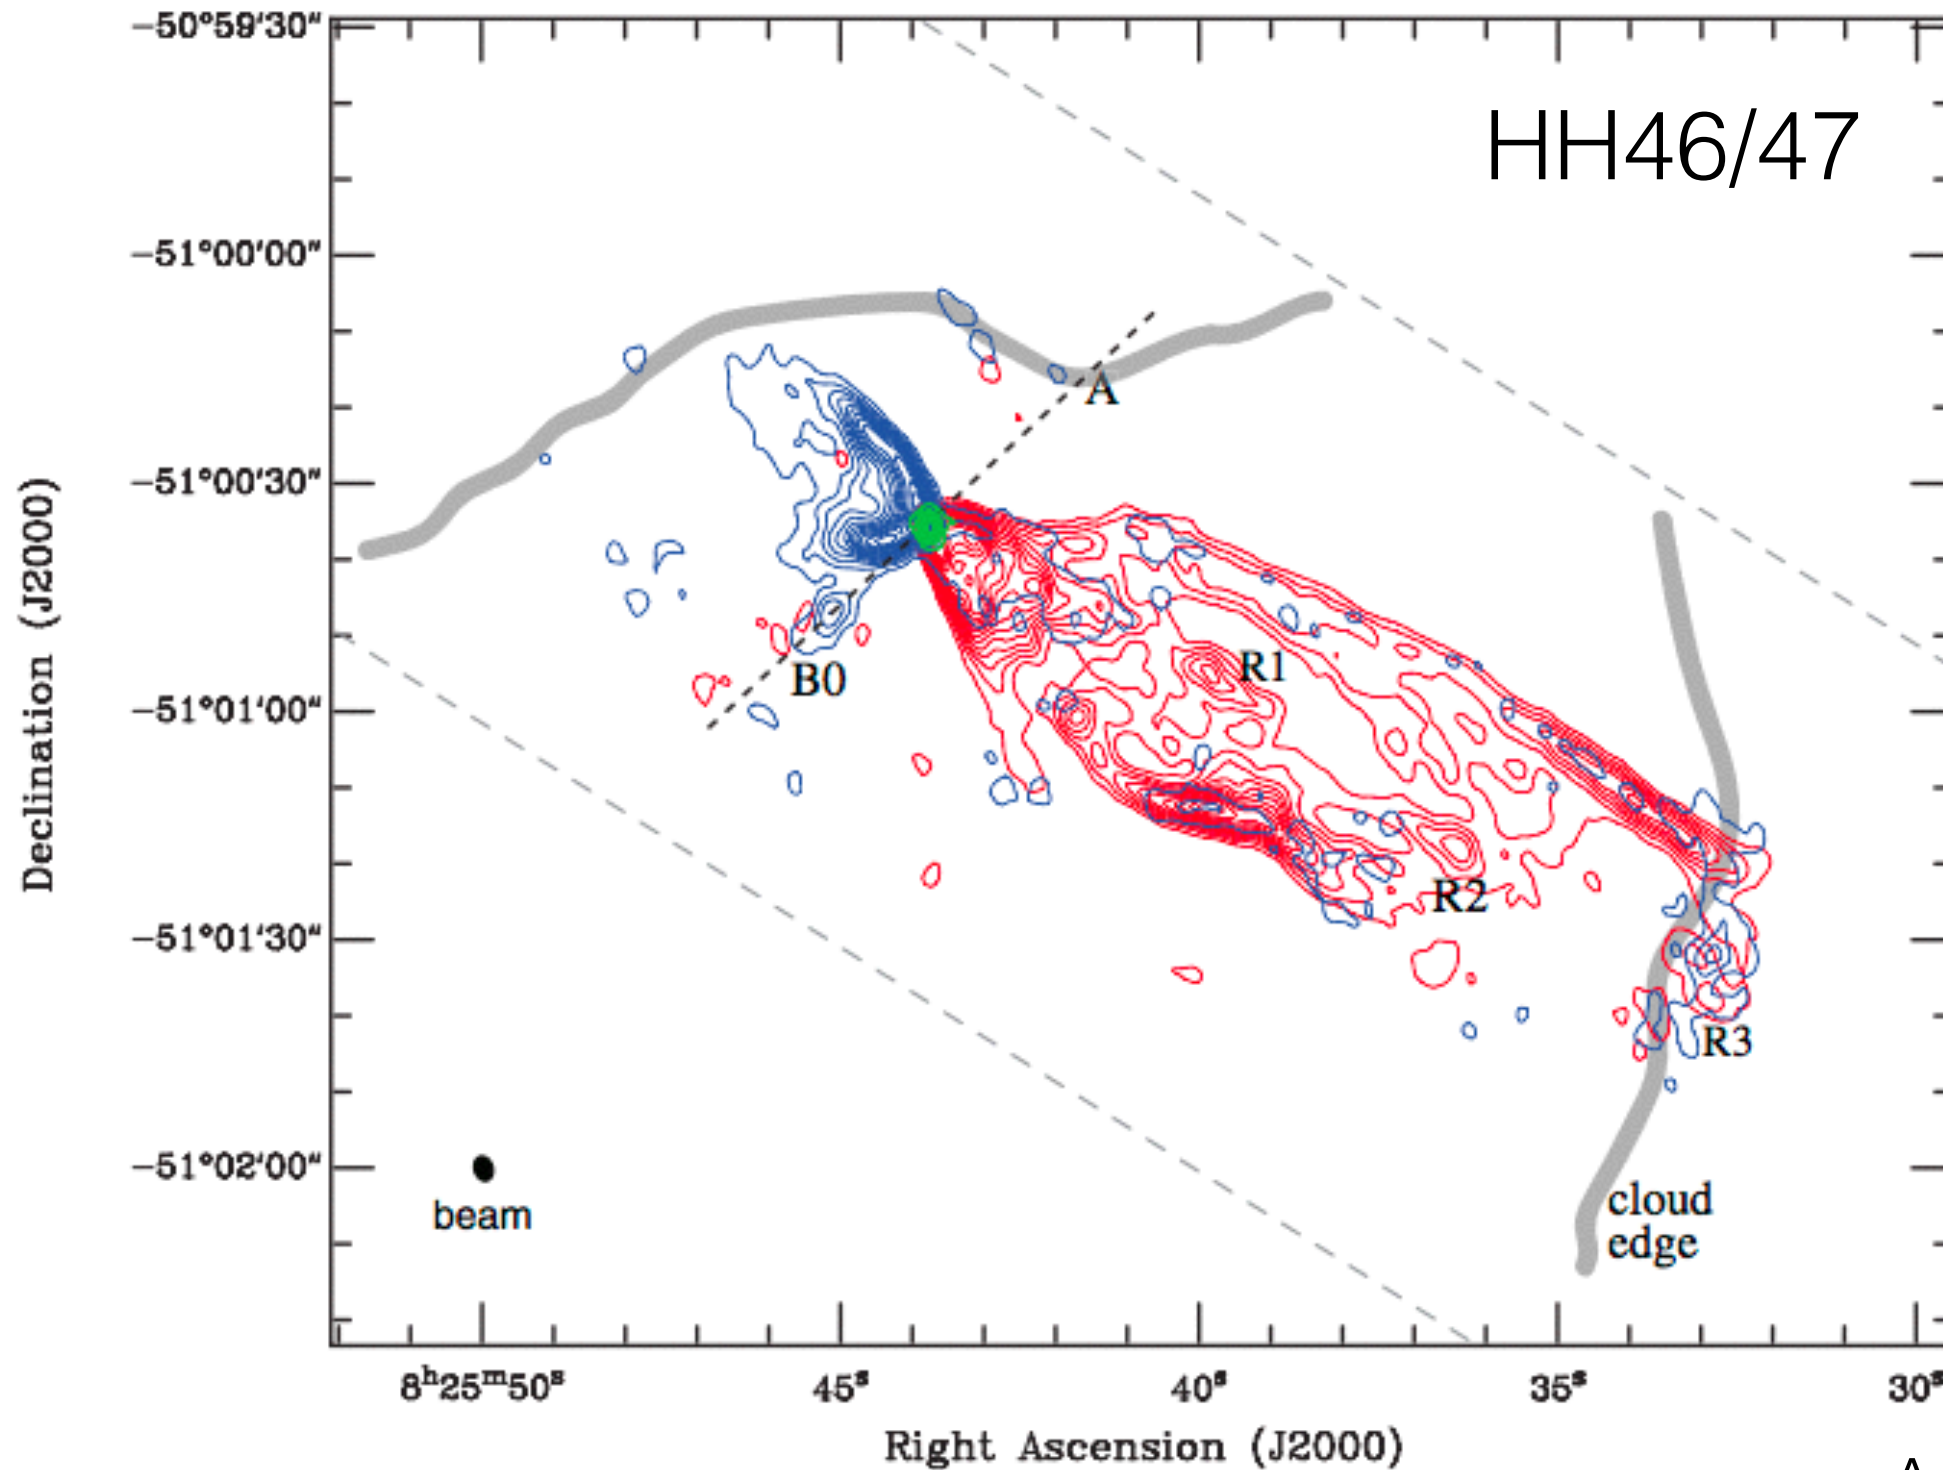 HH46/47
−50°59′30″
−51°00′00″
−51°00′30″
−51°01′00″
−51°01′30″
−51°02′00″
Declination (J2000)
A
B0
R1
R2
R3
cloud
edge
beam
8ʰ25ᵐ50ˢ 45ˢ 40ˢ 35ˢ 30ˢ
Right Ascension (J2000)